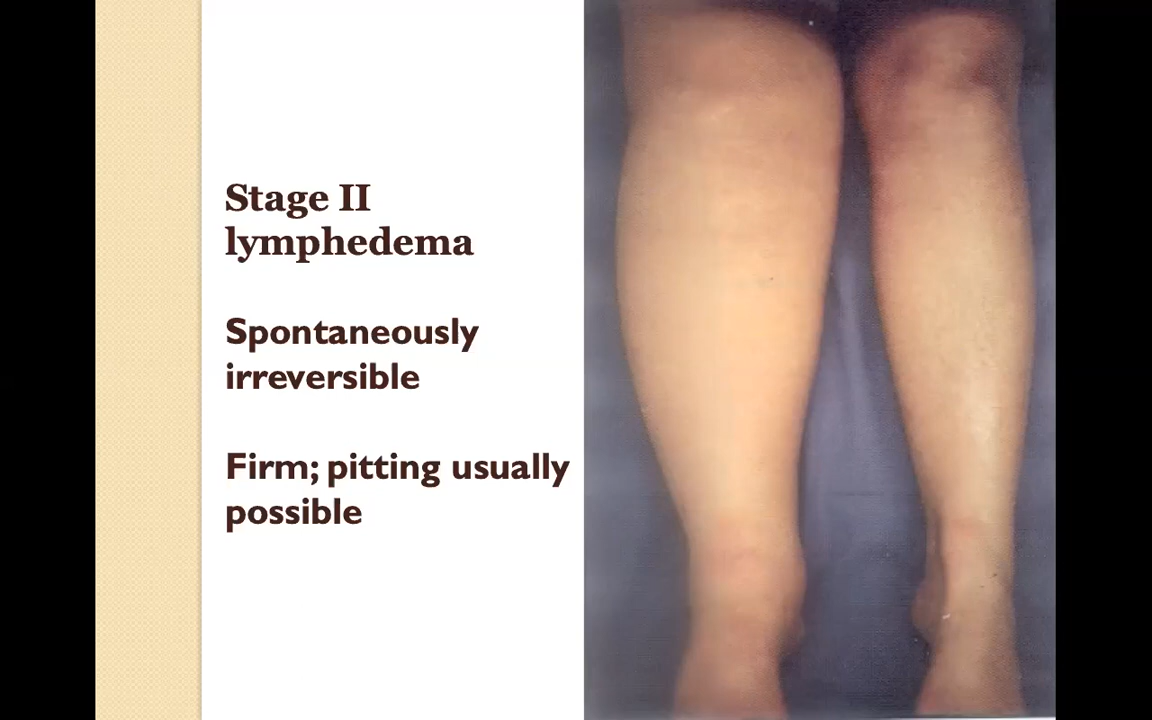 Stage II
lymphedema
Spontaneously
irreversible
Firm; pitting usually
possible